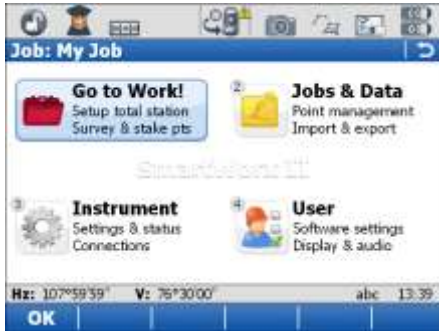 Job: My Job
Go to Work!
Setup total station
Survey & stake pts
2
Jobs & Data
Point management
Import & export
SmartWorx
3
Instrument
Settings & status
Connections
4
User
Software settings
Display & audio
Hz: 107°59'59" V: 76°30'00" abc 13:39
OK